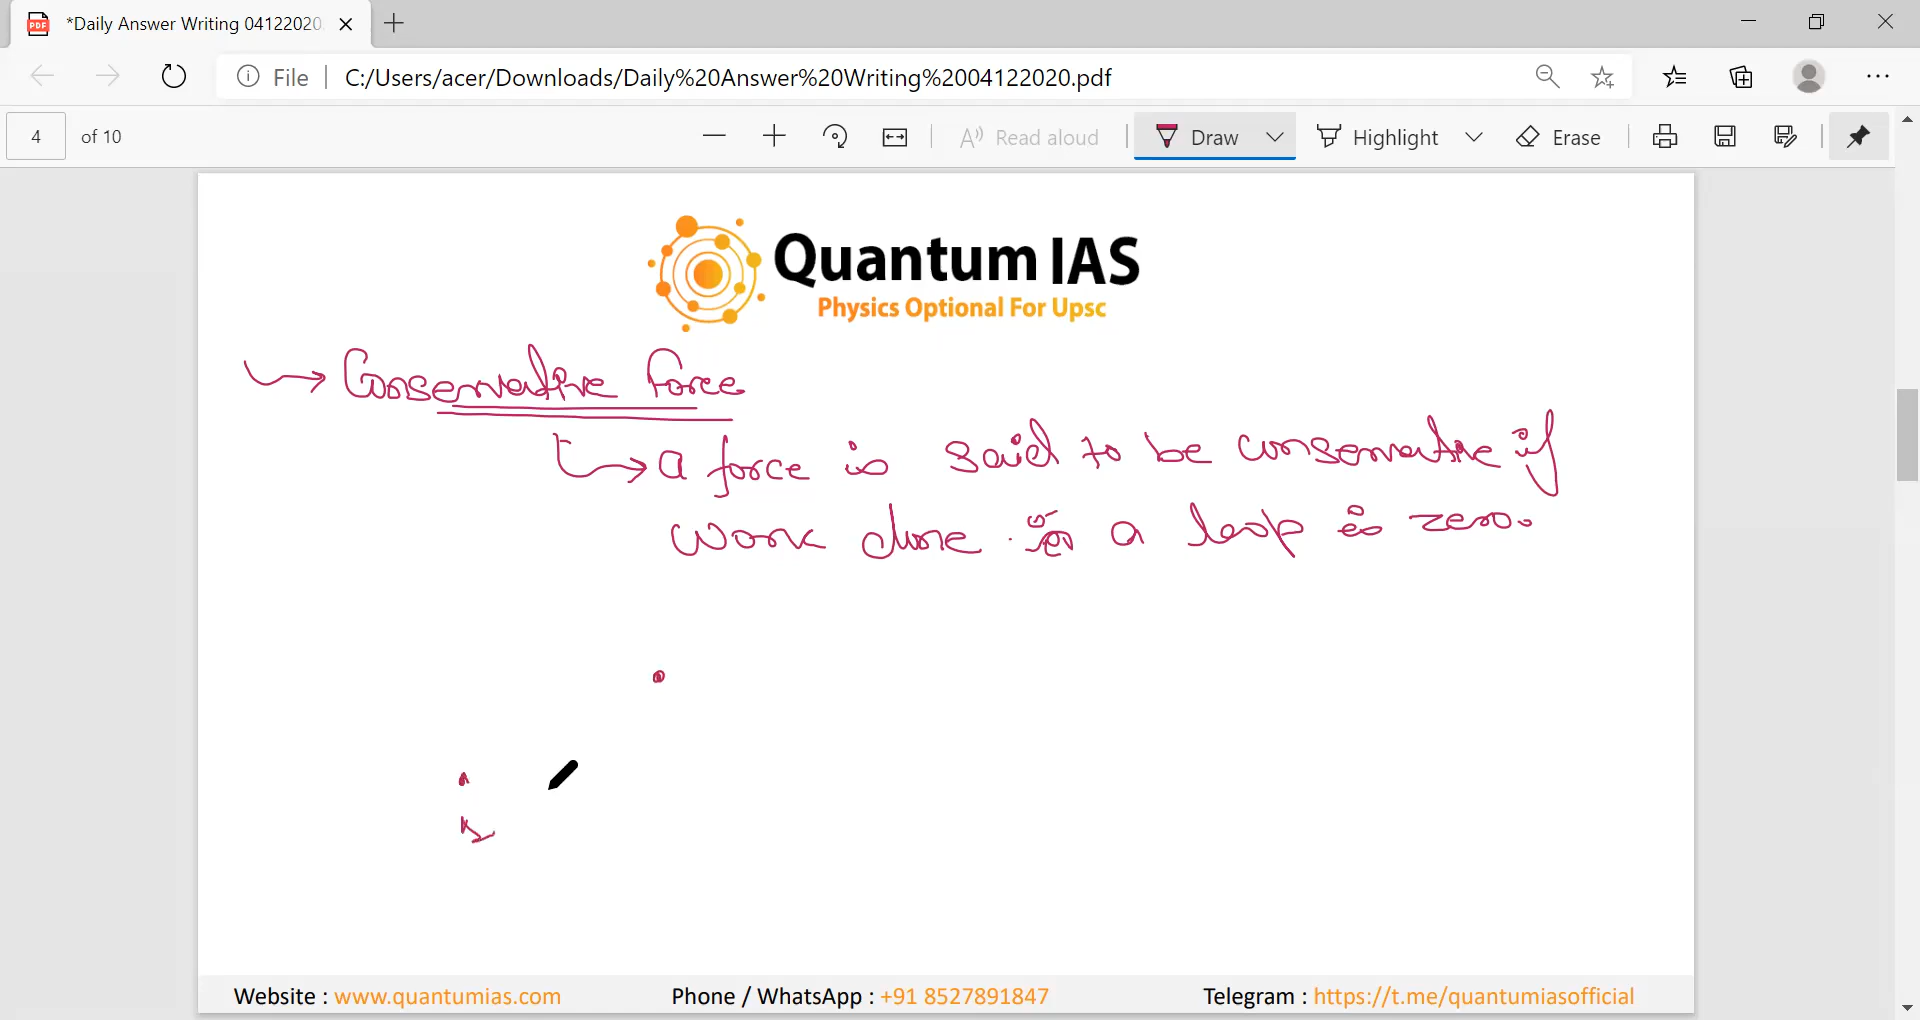 *Daily Answer Writing 04122020.
File
C:/Users/acer/Downloads/Daily%20Answer%20Writing%2004122020.pdf
4 of 10
Read aloud
Draw
Highlight
Erase
Quantum IAS
Physics Optional For Upsc
Conservative force
a force is said to be conservative if
work done in a loop is zero.
Website : www.quantumias.com
Phone / WhatsApp : +91 8527891847
Telegram : https://t.me/quantumiasofficial